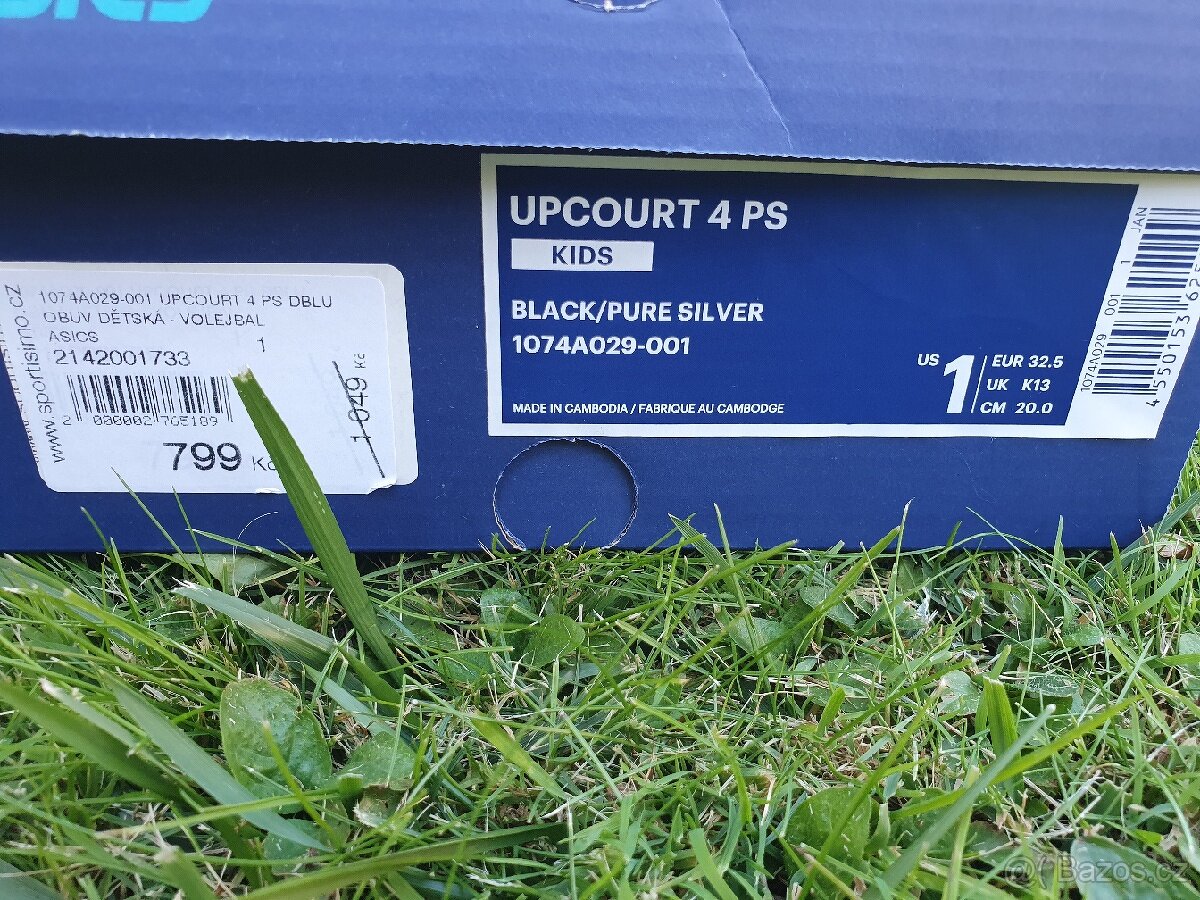 asics
www.sportisimo.cz
1074A029-001 UPCOURT 4 PS DBLU
OBUV DĚTSKÁ - VOLEJBAL
ASICS
1
2142001733
1 049 Kč
799 Kč
UPCOURT 4 PS
KIDS
BLACK/PURE SILVER
1074A029-001
US 1
EUR 32.5
UK K13
CM 20.0
MADE IN CAMBODIA / FABRIQUE AU CAMBODGE
1074A029 001 1 JAN
Bazos.cz